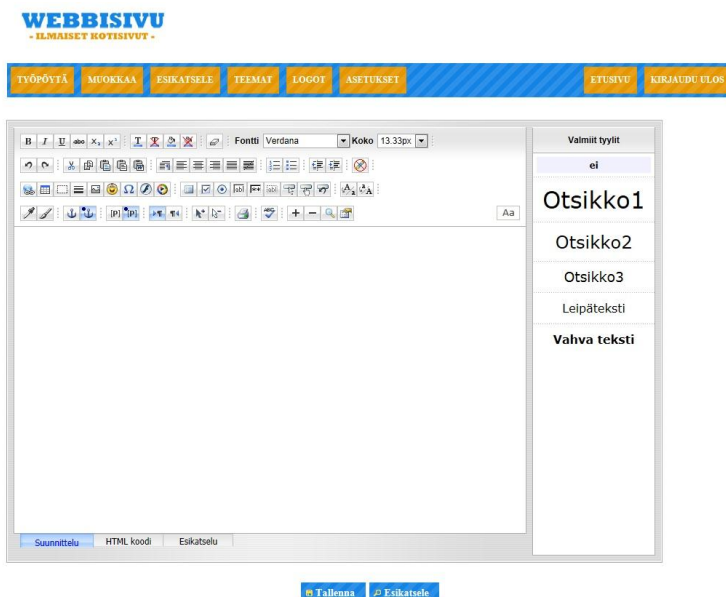 WEBBISIVU
- ILMAISET KOTISIVUT -
TYÖPÖYTÄ MUOKKAA ESIKATSELE TEEMAT LOGOT ASETUKSET ETUSIVU KIRJAUDU ULOS
Fontti Verdana Koko 13.33px
Aa
Valmiit tyylit
ei
Otsikko1
Otsikko2
Otsikko3
Leipäteksti
Vahva teksti
Suunnittelu HTML koodi Esikatselu
Tallenna Esikatsele